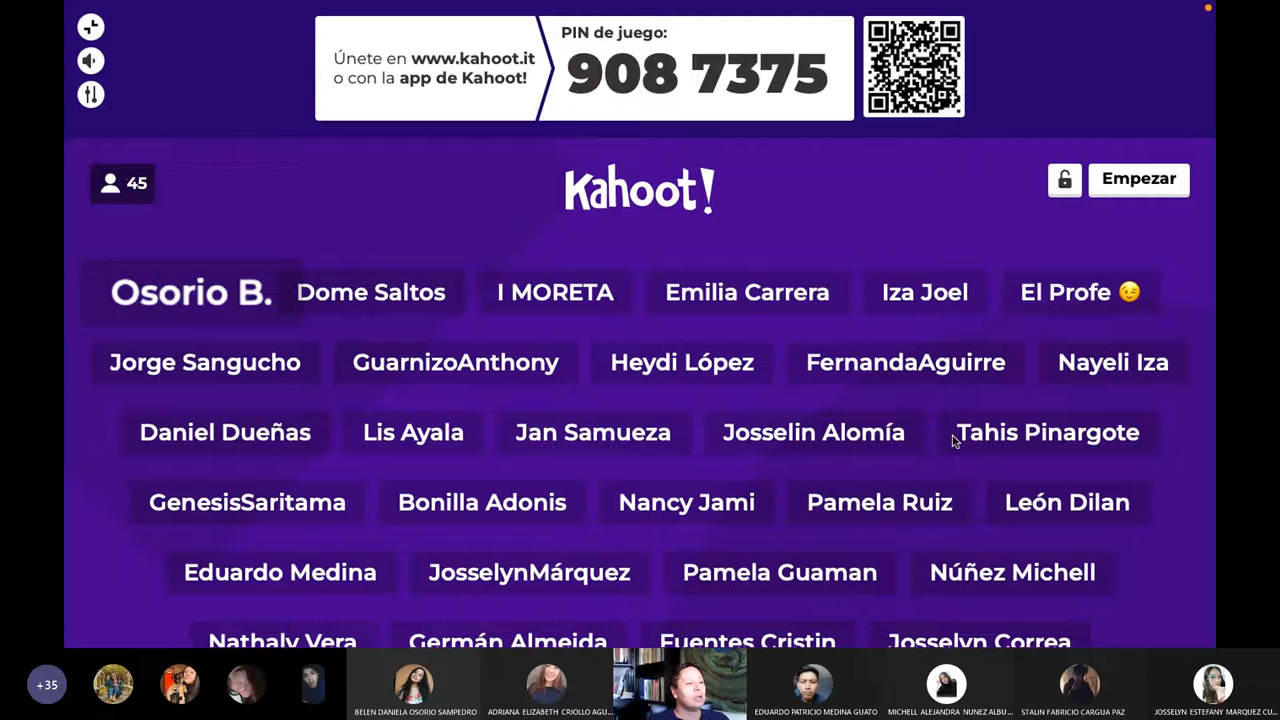 Únete en www.kahoot.it
o con la app de Kahoot!
PIN de juego:
908 7375
45
Kahoot!
Empezar
Osorio B.
Dome Saltos
I MORETA
Emilia Carrera
Iza Joel
El Profe 😉
Jorge Sangucho
GuarnizoAnthony
Heydi López
FernandaAguirre
Nayeli Iza
Daniel Dueñas
Lis Ayala
Jan Samueza
Josselin Alomía
Tahis Pinargote
GenesisSaritama
Bonilla Adonis
Nancy Jami
Pamela Ruiz
León Dilan
Eduardo Medina
JosselynMárquez
Pamela Guaman
Núñez Michell
Nathaly Vera
Germán Almeida
Fuentes Cristin
Josselyn Correa
+35
BELEN DANIELA OSORIO SAMPEDRO
ADRIANA ELIZABETH CRIOLLO AGU...
EDUARDO PATRICIO MEDINA GUATO
MICHELL ALEJANDRA NUNEZ ALBU...
STALIN FABRICIO CARGUA PAZ
JOSSELYN ESTEFANY MARQUEZ CU...